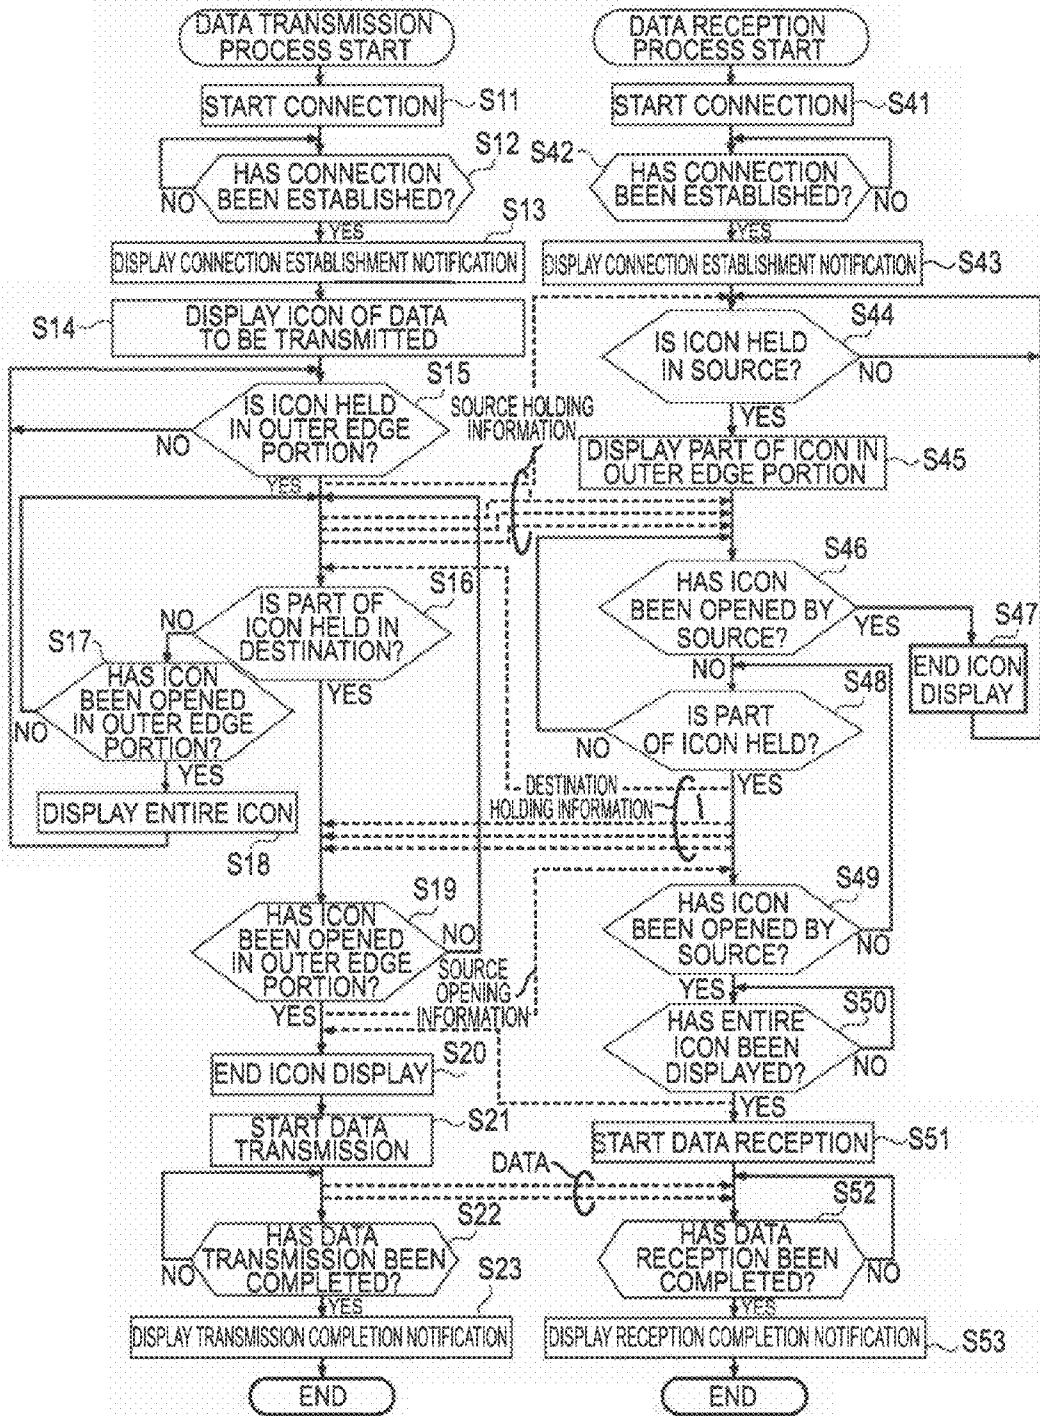 DATA TRANSMISSION
PROCESS START
START CONNECTION
S11
HAS CONNECTION
BEEN ESTABLISHED?
S12
NO
YES
S13
DISPLAY CONNECTION ESTABLISHMENT NOTIFICATION
S14
DISPLAY ICON OF DATA
TO BE TRANSMITTED
S15
IS ICON HELD
IN OUTER EDGE
PORTION?
NO
YES
SOURCE HOLDING
INFORMATION
S16
IS PART OF
ICON HELD IN
DESTINATION?
NO
YES
S17
HAS ICON
BEEN OPENED
IN OUTER EDGE
PORTION?
NO
YES
DISPLAY ENTIRE ICON
S18
DESTINATION
HOLDING INFORMATION
S19
HAS ICON
BEEN OPENED
IN OUTER EDGE
PORTION?
NO
YES
SOURCE
OPENING
INFORMATION
S20
END ICON DISPLAY
S21
START DATA
TRANSMISSION
DATA
S22
HAS DATA
TRANSMISSION BEEN
COMPLETED?
NO
YES
S23
DISPLAY TRANSMISSION COMPLETION NOTIFICATION
END
DATA RECEPTION
PROCESS START
START CONNECTION
S41
S42
HAS CONNECTION
BEEN ESTABLISHED?
NO
YES
DISPLAY CONNECTION ESTABLISHMENT NOTIFICATION
S43
S44
IS ICON HELD
IN SOURCE?
NO
YES
DISPLAY PART OF ICON IN
OUTER EDGE PORTION
S45
S46
HAS ICON
BEEN OPENED BY
SOURCE?
YES
NO
S47
END ICON
DISPLAY
S48
IS PART
OF ICON HELD?
NO
YES
S49
HAS ICON
BEEN OPENED BY
SOURCE?
NO
YES
S50
HAS ENTIRE
ICON BEEN
DISPLAYED?
NO
YES
START DATA RECEPTION
S51
S52
HAS DATA
RECEPTION BEEN
COMPLETED?
NO
YES
DISPLAY RECEPTION COMPLETION NOTIFICATION
S53
END